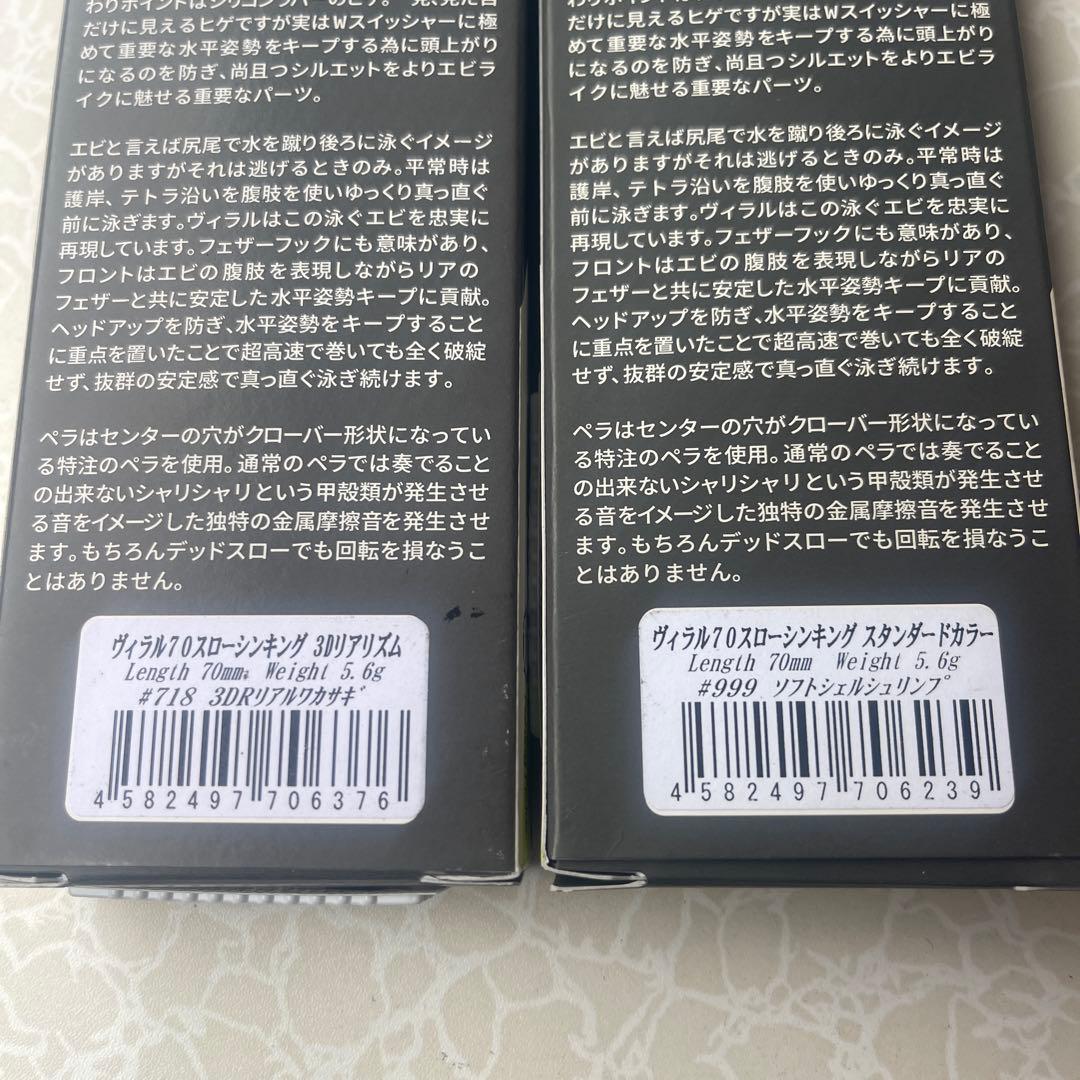 だけに見えるヒゲですが実はWスイッシャーに極
めて重要な水平姿勢をキープする為に頭上がり
になるのを防ぎ、尚且つシルエットをよりエビラ
イクに魅せる重要なパーツ。
エビと言えば尻尾で水を蹴り後ろに泳ぐイメージ
がありますがそれは逃げるときのみ。平常時は
護岸、テトラ沿いを腹肢を使いゆっくり真っ直ぐ
前に泳ぎます。ヴィラルはこの泳ぐエビを忠実に
再現しています。フェザーフックにも意味があり、
フロントはエビの腹肢を表現しながらリアの
フェザーと共に安定した水平姿勢キープに貢献。
ヘッドアップを防ぎ、水平姿勢をキープすること
に重点を置いたことで超高速で巻いても全く破綻
せず、抜群の安定感で真っ直ぐ泳ぎ続けます。
ペラはセンターの穴がクローバー形状になってい
る特注のペラを使用。通常のペラでは奏でること
の出来ないシャリシャリという甲殻類が発生させ
る音をイメージした独特の金属摩擦音を発生させ
ます。もちろんデッドスローでも回転を損なうこ
とはありません。
ヴィラル70スローシンキング 3Dリアリズム
Length 70mm Weight 5.6g
#718 3DRリアルワカサギ
4 582497 706376
だけに見えるヒゲですが実はWスイッシャーに極
めて重要な水平姿勢をキープする為に頭上がり
になるのを防ぎ、尚且つシルエットをよりエビラ
イクに魅せる重要なパーツ。
エビと言えば尻尾で水を蹴り後ろに泳ぐイメージ
がありますがそれは逃げるときのみ。平常時は
護岸、テトラ沿いを腹肢を使いゆっくり真っ直ぐ
前に泳ぎます。ヴィラルはこの泳ぐエビを忠実に
再現しています。フェザーフックにも意味があり、
フロントはエビの腹肢を表現しながらリアの
フェザーと共に安定した水平姿勢キープに貢献。
ヘッドアップを防ぎ、水平姿勢をキープすること
に重点を置いたことで超高速で巻いても全く破綻
せず、抜群の安定感で真っ直ぐ泳ぎ続けます。
ペラはセンターの穴がクローバー形状になってい
る特注のペラを使用。通常のペラでは奏でること
の出来ないシャリシャリという甲殻類が発生させ
る音をイメージした独特の金属摩擦音を発生させ
ます。もちろんデッドスローでも回転を損なうこ
とはありません。
ヴィラル70スローシンキング スタンダードカラー
Length 70mm Weight 5.6g
#999 ソフトシェルシュリンプ
4 582497 706239